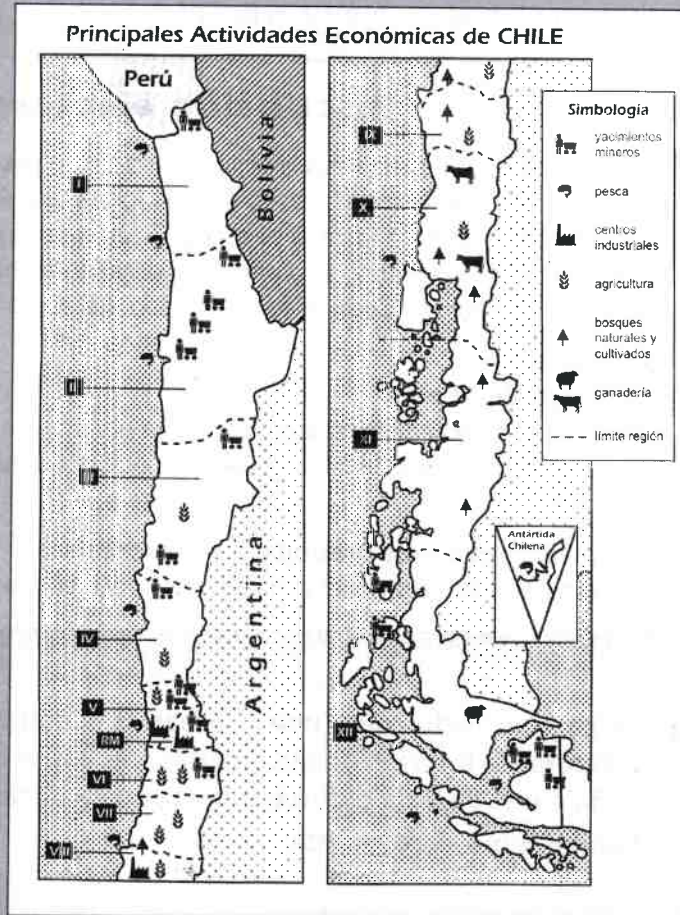 Principales Actividades Económicas de CHILE
Perú
Bolivia
Argentina
I
II
III
IV
V
RM
VI
VII
VIII
IX
X
XI
XII
Antártida
Chilena
Simbología
yacimientos
mineros
pesca
centros
industriales
agricultura
bosques
naturales y
cultivados
ganadería
límite región